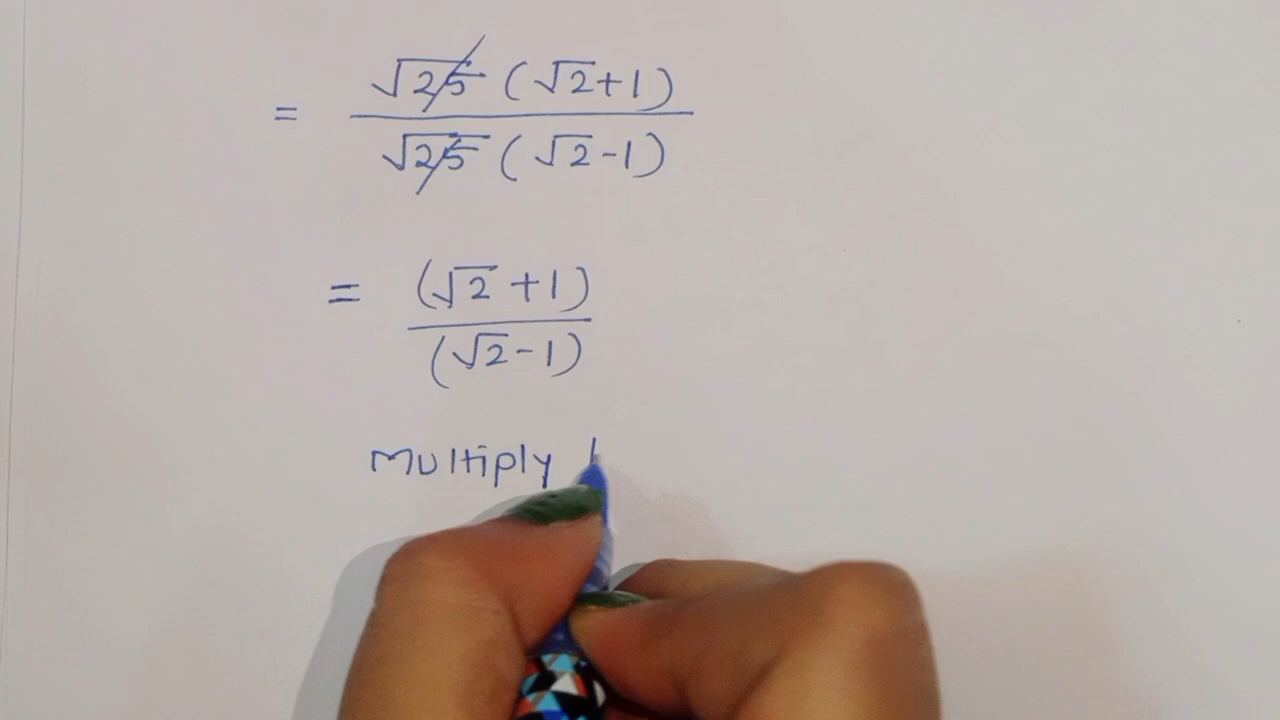 = √25 (√2+1)
√25 (√2-1)
= (√2 +1)
(√2-1)
Multiply